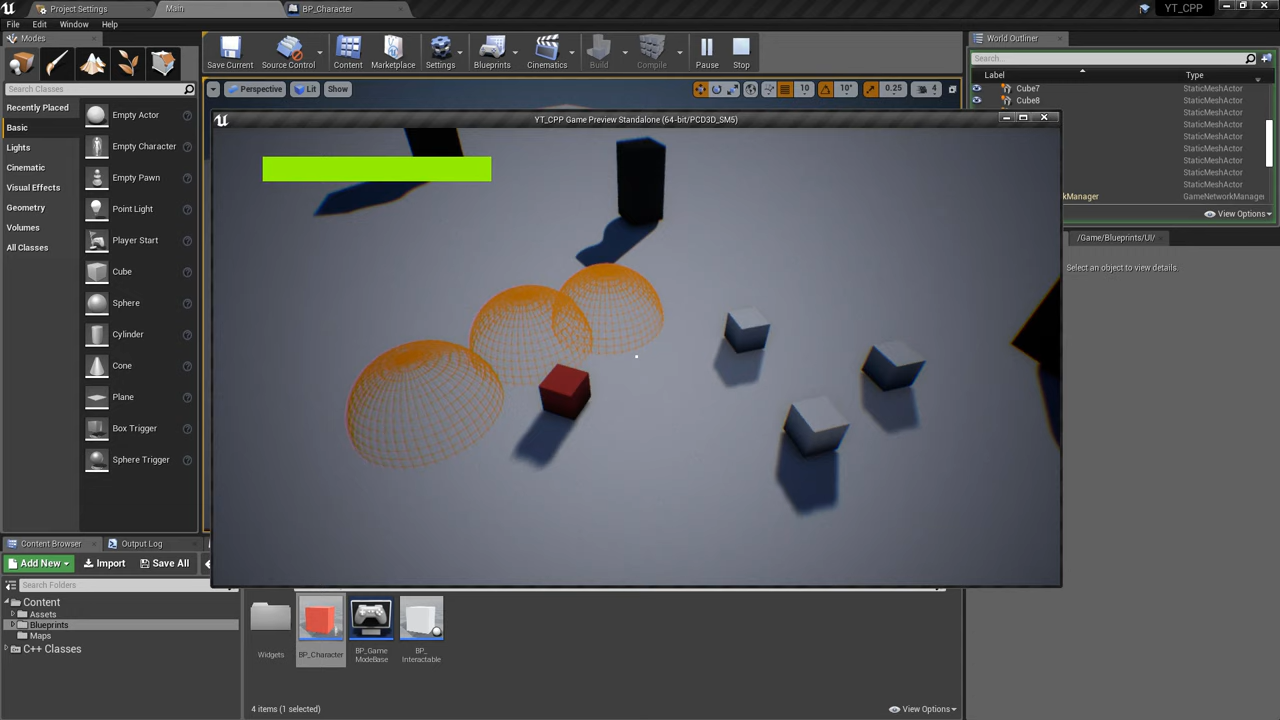 Project Settings
Main
BP_Character
YT_CPP
File
Edit
Window
Help
Modes
Search Classes
Recently Placed
Basic
Lights
Cinematic
Visual Effects
Geometry
Volumes
All Classes
Empty Actor
Empty Character
Empty Pawn
Point Light
Player Start
Cube
Sphere
Cylinder
Cone
Plane
Box Trigger
Sphere Trigger
Save Current
Source Control
Content
Marketplace
Settings
Blueprints
Cinematics
Build
Compile
Pause
Stop
Perspective
Lit
Show
10
10°
0.25
4
YT_CPP Game Preview Standalone (64-bit/PCD3D_SM5)
World Outliner
Search...
Label
Type
Cube7
StaticMeshActor
Cube8
StaticMeshActor
StaticMeshActor
StaticMeshActor
StaticMeshActor
StaticMeshActor
StaticMeshActor
StaticMeshActor
StaticMeshActor
kManager
GameNetworkManager
View Options
/Game/Blueprints/UI/
Select an object to view details.
Content Browser
Output Log
Add New
Import
Save All
Search Folders
Content
Assets
Blueprints
Maps
C++ Classes
Widgets
BP_Character
BP_Game
ModeBase
BP_
Interactable
4 items (1 selected)
View Options